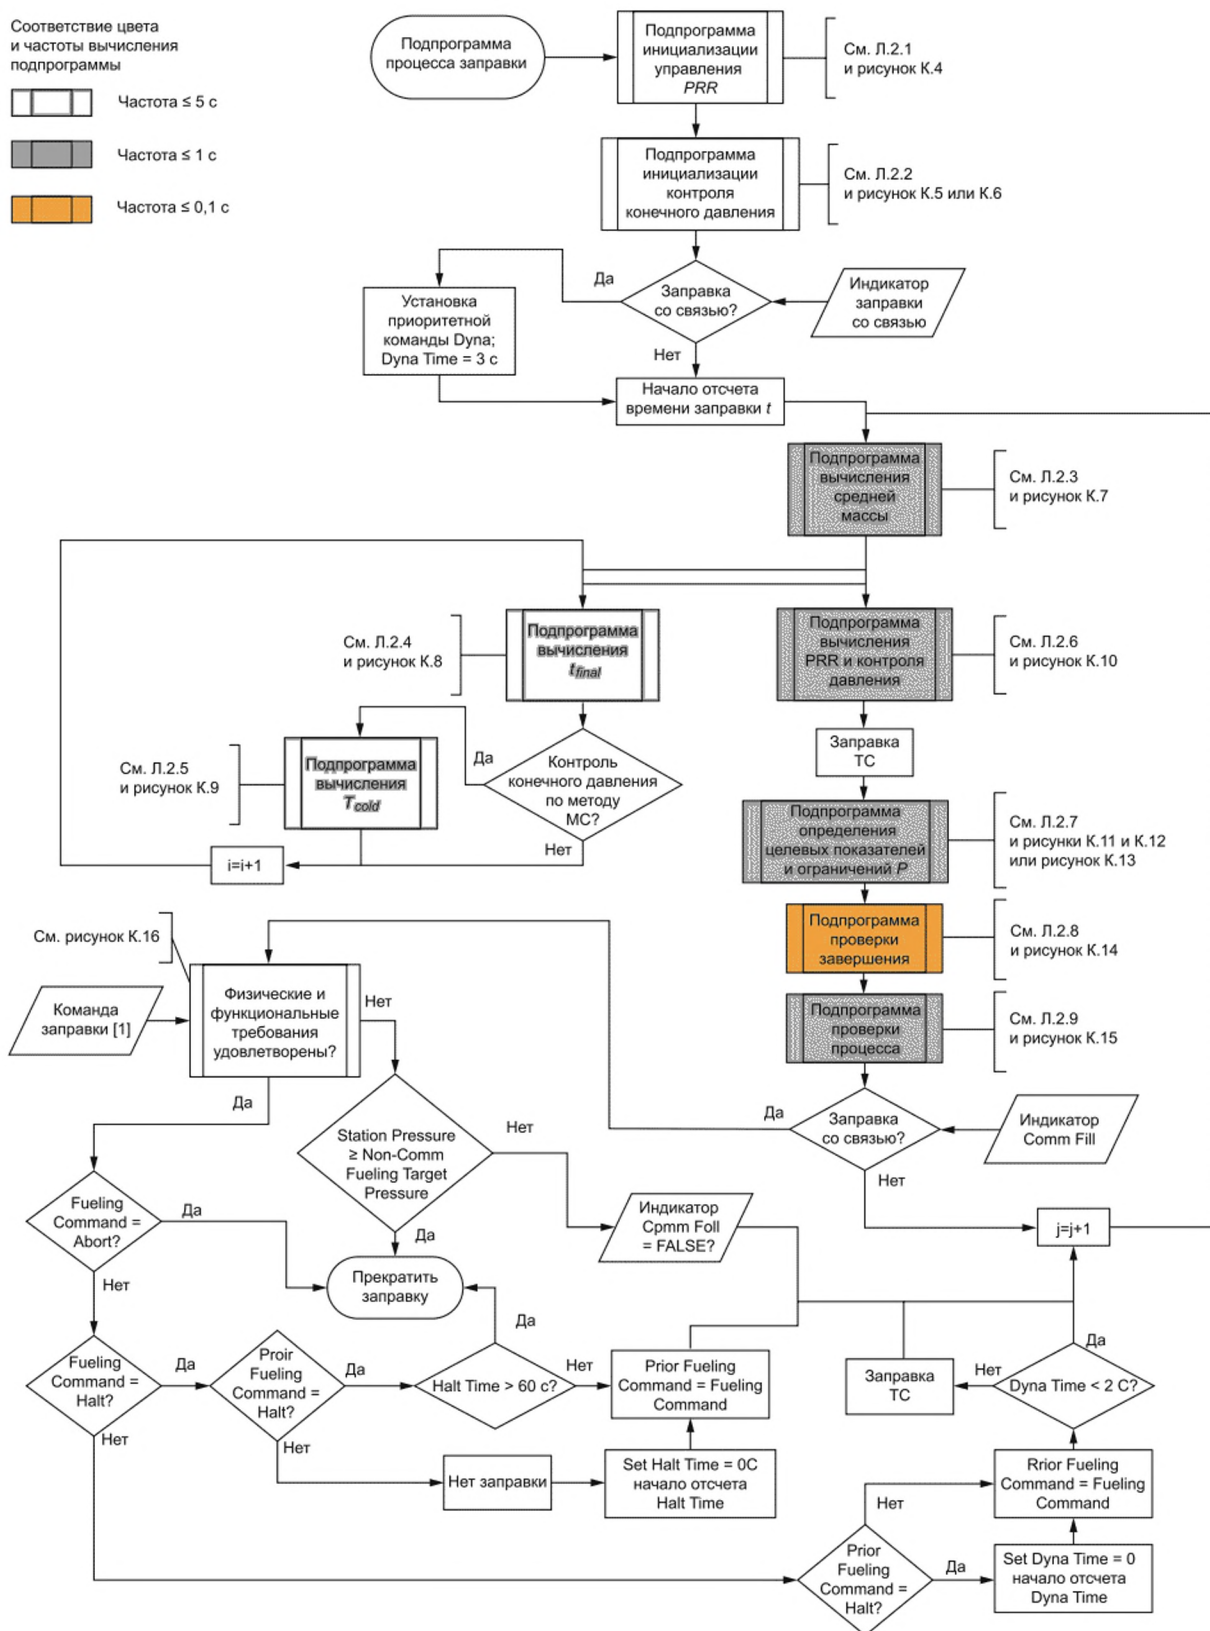 Соответствие цвета
и частоты вычисления
подпрограммы
Частота ≤ 5 с
Частота ≤ 1 с
Частота ≤ 0,1 с
Подпрограмма
процесса заправки
Подпрограмма
инициализации
управления
PRR
См. Л.2.1
и рисунок К.4
Подпрограмма
инициализации
контроля
конечного давления
См. Л.2.2
и рисунок К.5 или К.6
Да
Заправка
со связью?
Индикатор
заправки
со связью
Установка
приоритетной
команды Dyna;
Dyna Time = 3 с
Нет
Начало отсчета
времени заправки t
Подпрограмма
вычисления
средней
массы
См. Л.2.3
и рисунок К.7
См. Л.2.4
и рисунок К.8
Подпрограмма
вычисления
tfinal
Подпрограмма
вычисления
PRR и контроля
давления
См. Л.2.6
и рисунок К.10
Заправка
ТС
См. Л.2.5
и рисунок К.9
Подпрограмма
вычисления
Tcold
Да
Контроль
конечного давления
по методу
МС?
Нет
i=i+1
Подпрограмма
определения
целевых показателей
и ограничений P
См. Л.2.7
и рисунки К.11 и К.12
или рисунок К.13
Подпрограмма
проверки
завершения
См. Л.2.8
и рисунок К.14
Подпрограмма
проверки
процесса
См. Л.2.9
и рисунок К.15
См. рисунок К.16
Команда
заправки [1]
Физические и
функциональные
требования
удовлетворены?
Нет
Да
Да
Заправка
со связью?
Индикатор
Comm Fill
Нет
Station Pressure
≥ Non-Comm
Fueling Target
Pressure
Нет
Да
Индикатор
Cpmm Foll
= FALSE?
j=j+1
Fueling
Command =
Abort?
Да
Нет
Прекратить
заправку
Да
Fueling
Command =
Halt?
Да
Нет
Proir
Fueling
Command =
Halt?
Да
Нет
Halt Time > 60 с?
Нет
Prior Fueling
Command = Fueling
Command
Заправка
ТС
Нет
Да
Dyna Time < 2 С?
Нет заправки
Set Halt Time = 0С
начало отсчета
Halt Time
Rrior Fueling
Command = Fueling
Command
Нет
Prior
Fueling
Command =
Halt?
Да
Set Dyna Time = 0
начало отсчета
Dyna Time